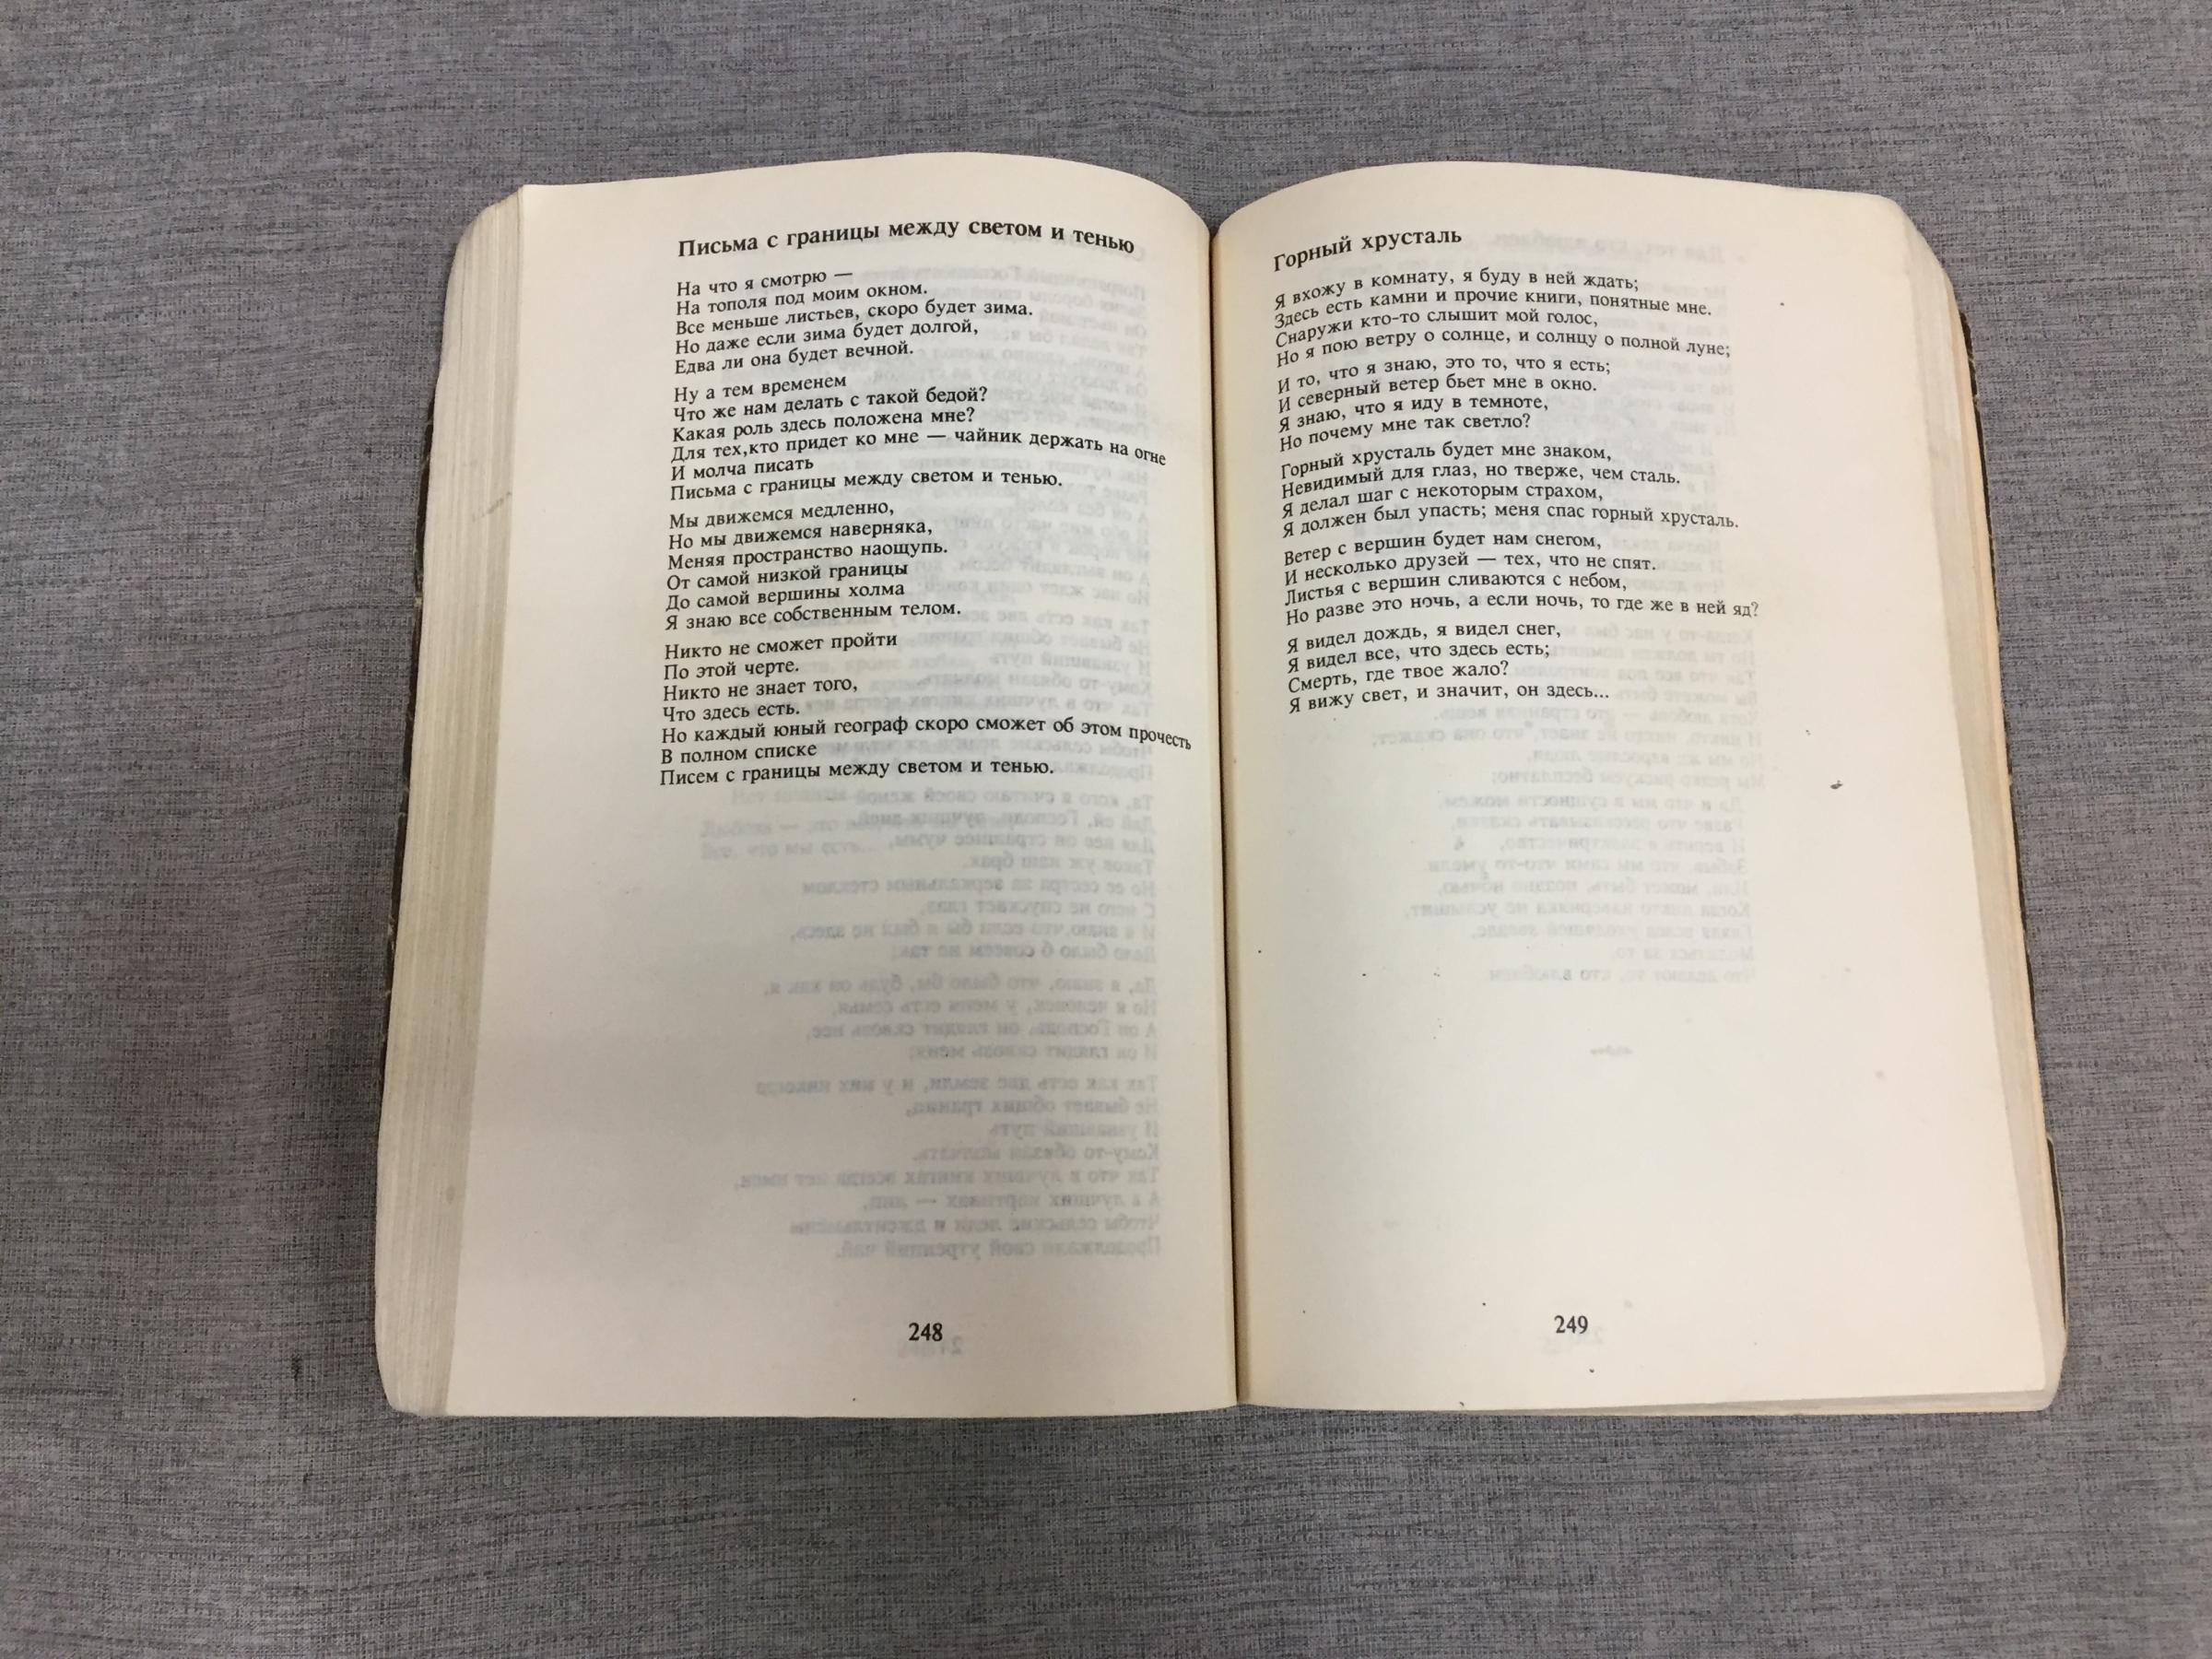 Письма с границы между светом и тенью
На что я смотрю —
На тополя под моим окном.
Все меньше листьев, скоро будет зима.
Но даже если зима будет долгой,
Едва ли она будет вечной.
Ну а тем временем
Что же нам делать с такой бедой?
Какая роль здесь положена мне?
Для тех,кто придет ко мне — чайник держать на огне
И молча писать
Письма с границы между светом и тенью.
Мы движемся медленно,
Но мы движемся наверняка,
Меняя пространство наощупь.
От самой низкой границы
До самой вершины холма
Я знаю все собственным телом.
Никто не сможет пройти
По этой черте.
Никто не знает того,
Что здесь есть.
Но каждый юный географ скоро сможет об этом прочесть
В полном списке
Писем с границы между светом и тенью.
248
Горный хрусталь
Я вхожу в комнату, я буду в ней ждать;
Здесь есть камни и прочие книги, понятные мне.
Снаружи кто-то слышит мой голос,
Но я пою ветру о солнце, и солнцу о полной луне;
И то, что я знаю, это то, что я есть;
И северный ветер бьет мне в окно.
Я знаю, что я иду в темноте,
Но почему мне так светло?
Горный хрусталь будет мне знаком,
Невидимый для глаз, но тверже, чем сталь.
Я делал шаг с некоторым страхом,
Я должен был упасть; меня спас горный хрусталь.
Ветер с вершин будет нам снегом,
И несколько друзей — тех, что не спят.
Листья с вершин сливаются с небом,
Но разве это ночь, а если ночь, то где же в ней яд?
Я видел дождь, я видел снег,
Я видел все, что здесь есть;
Смерть, где твое жало?
Я вижу свет, и значит, он здесь...
249